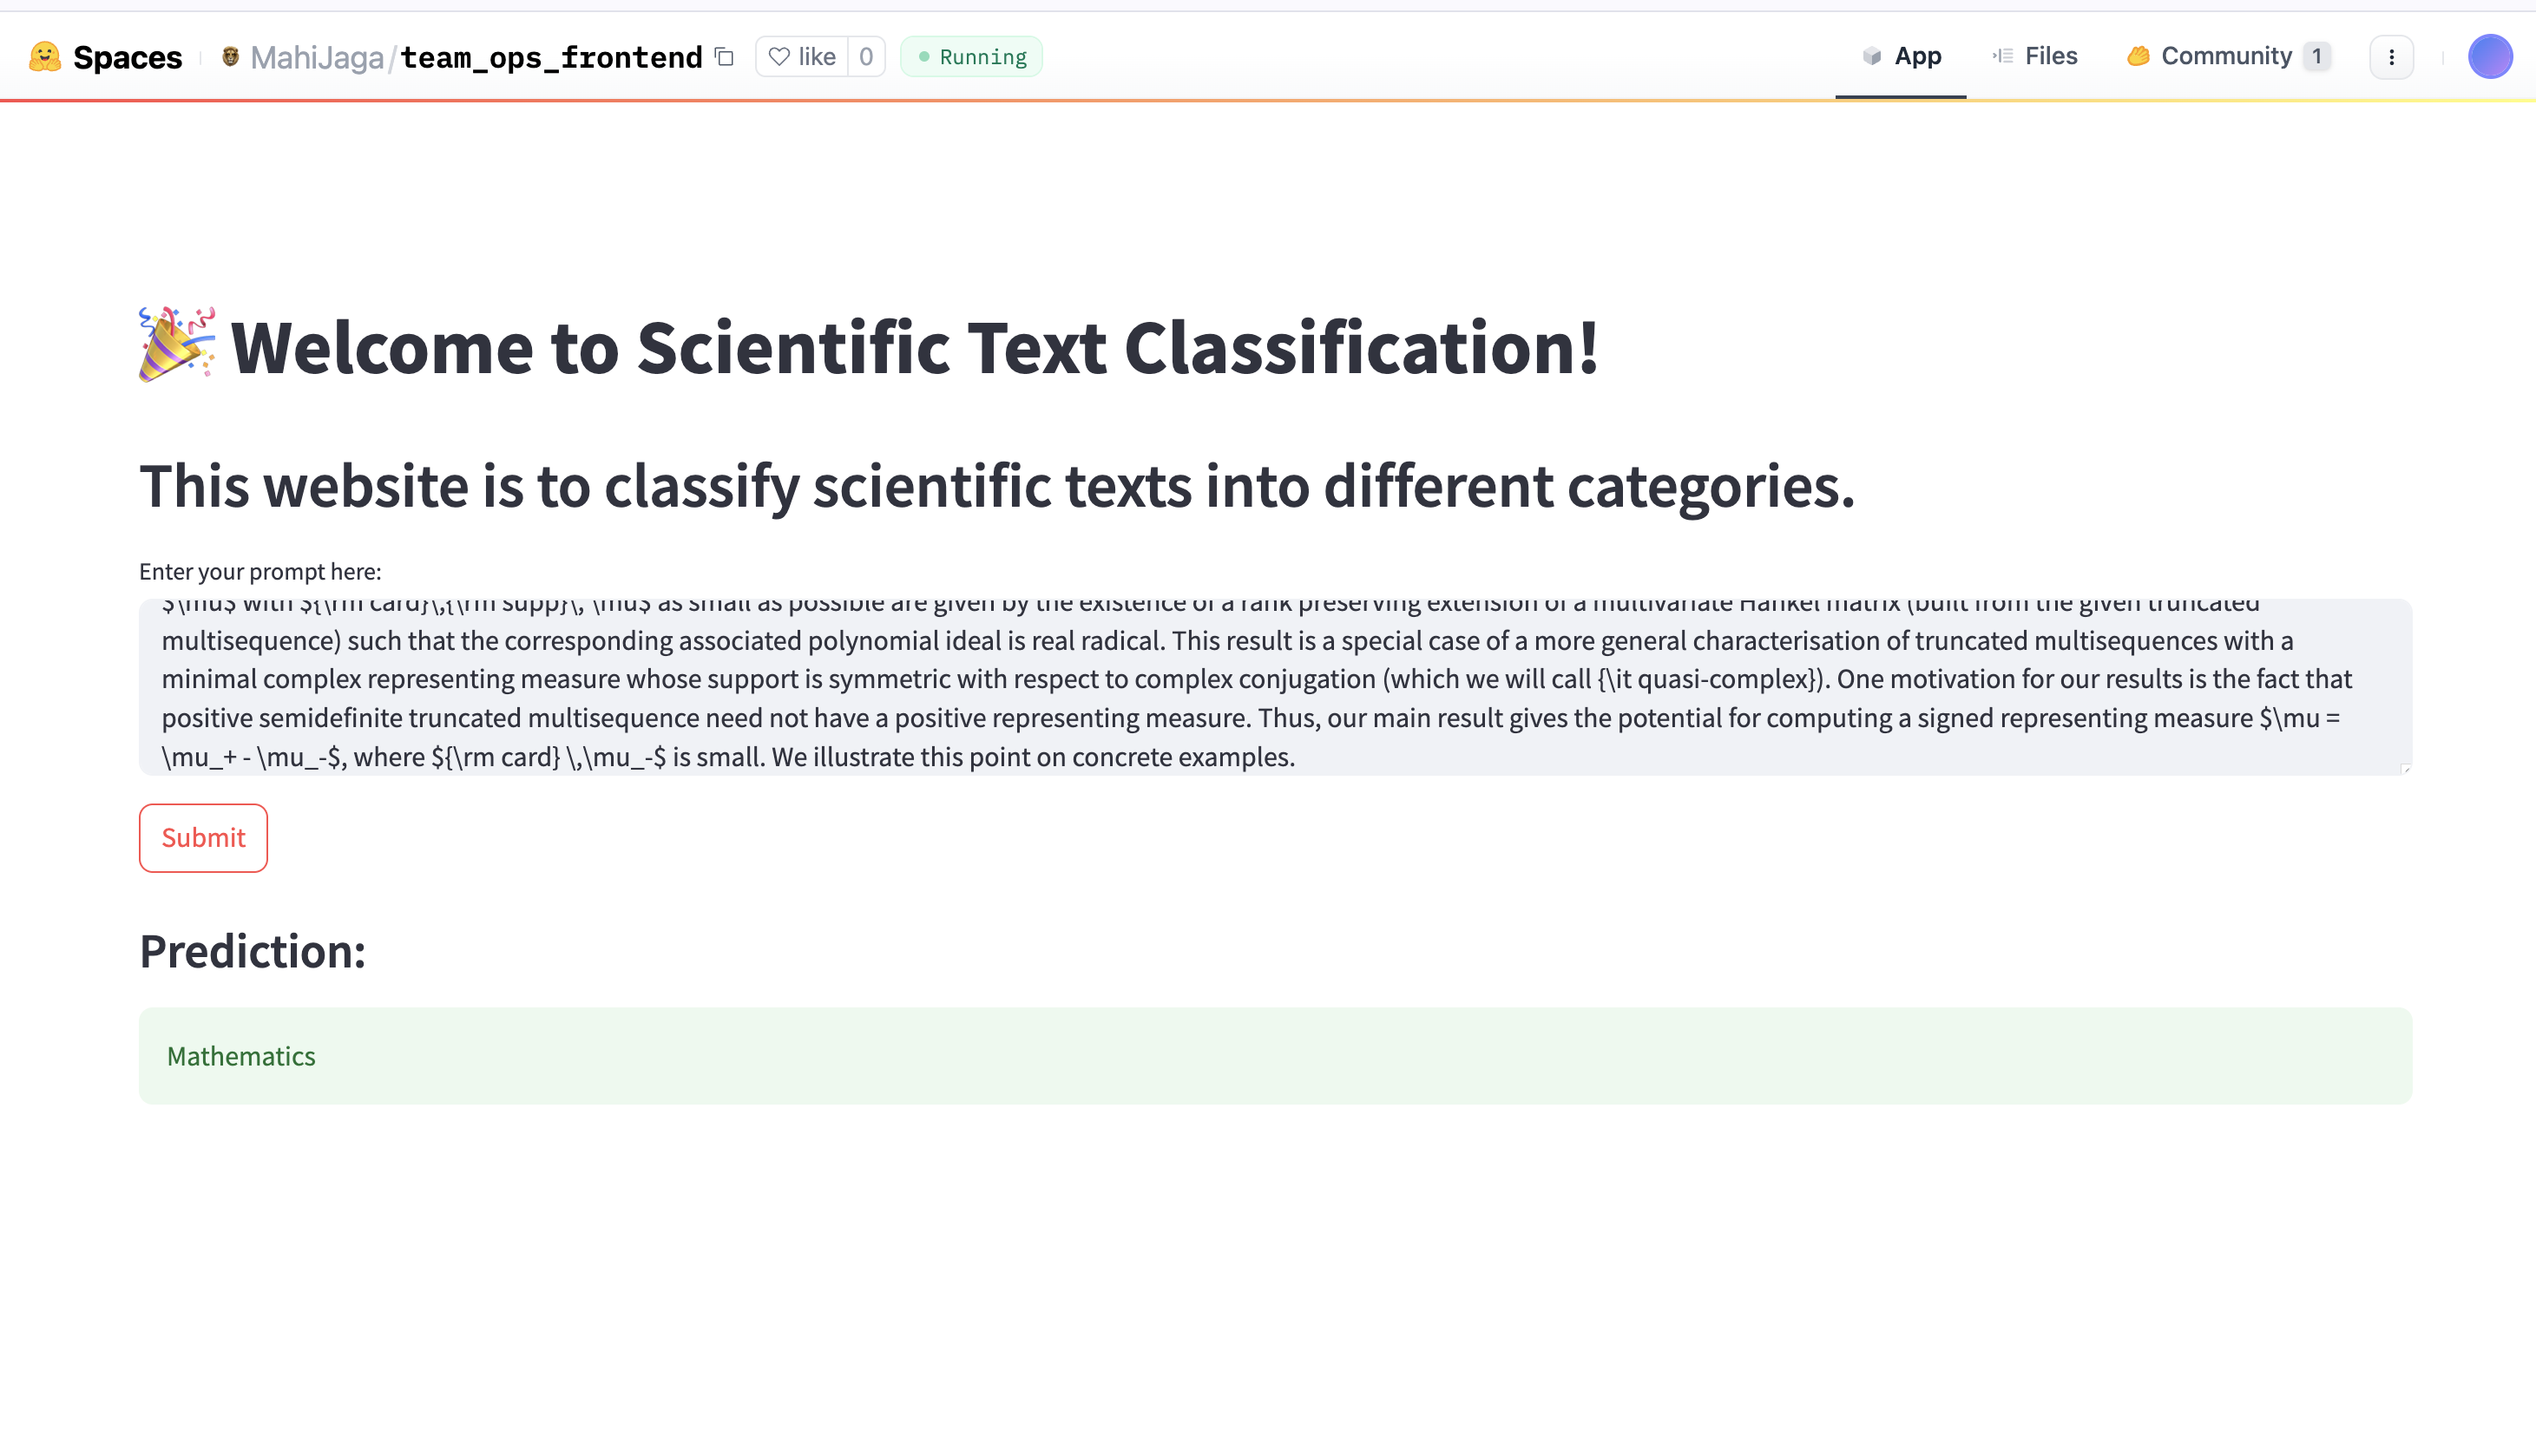 Spaces
MahiJaga/team_ops_frontend
like 0
Running
App
Files
Community 1
Welcome to Scientific Text Classification!
This website is to classify scientific texts into different categories.
Enter your prompt here:
$\mu$ with ${\rm card}\,{\rm supp}\, \mu$ as small as possible are given by the existence of a rank preserving extension of a multivariate Hankel matrix (built from the given truncated
multisequence) such that the corresponding associated polynomial ideal is real radical. This result is a special case of a more general characterisation of truncated multisequences with a
minimal complex representing measure whose support is symmetric with respect to complex conjugation (which we will call {\it quasi-complex}). One motivation for our results is the fact that
positive semidefinite truncated multisequence need not have a positive representing measure. Thus, our main result gives the potential for computing a signed representing measure $\mu =
\mu_+ - \mu_-$, where ${\rm card} \,\mu_-$ is small. We illustrate this point on concrete examples.
Submit
Prediction:
Mathematics